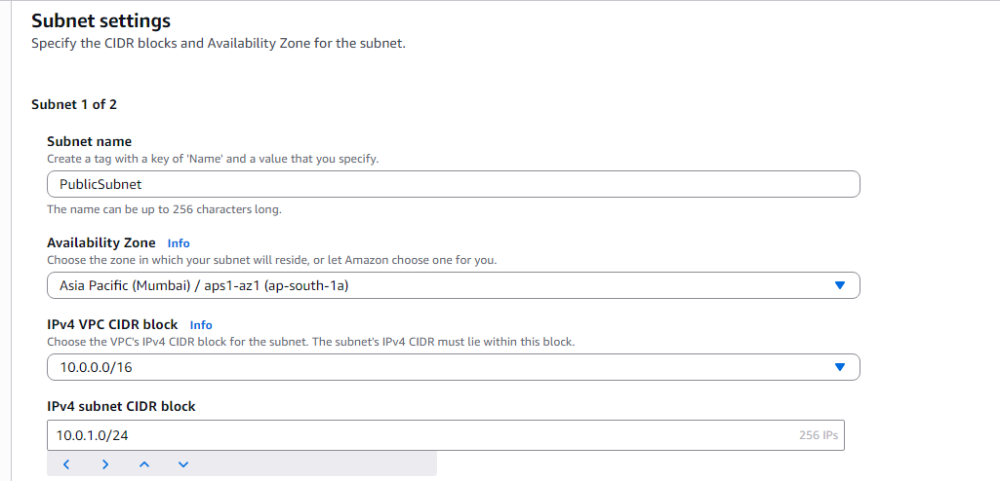 Subnet settings
Specify the CIDR blocks and Availability Zone for the subnet.
Subnet 1 of 2
Subnet name
Create a tag with a key of 'Name' and a value that you specify.
PublicSubnet
The name can be up to 256 characters long.
Availability Zone Info
Choose the zone in which your subnet will reside, or let Amazon choose one for you.
Asia Pacific (Mumbai) / aps1-az1 (ap-south-1a)
IPv4 VPC CIDR block Info
Choose the VPC's IPv4 CIDR block for the subnet. The subnet's IPv4 CIDR must lie within this block.
10.0.0.0/16
IPv4 subnet CIDR block
10.0.1.0/24 256 IPs